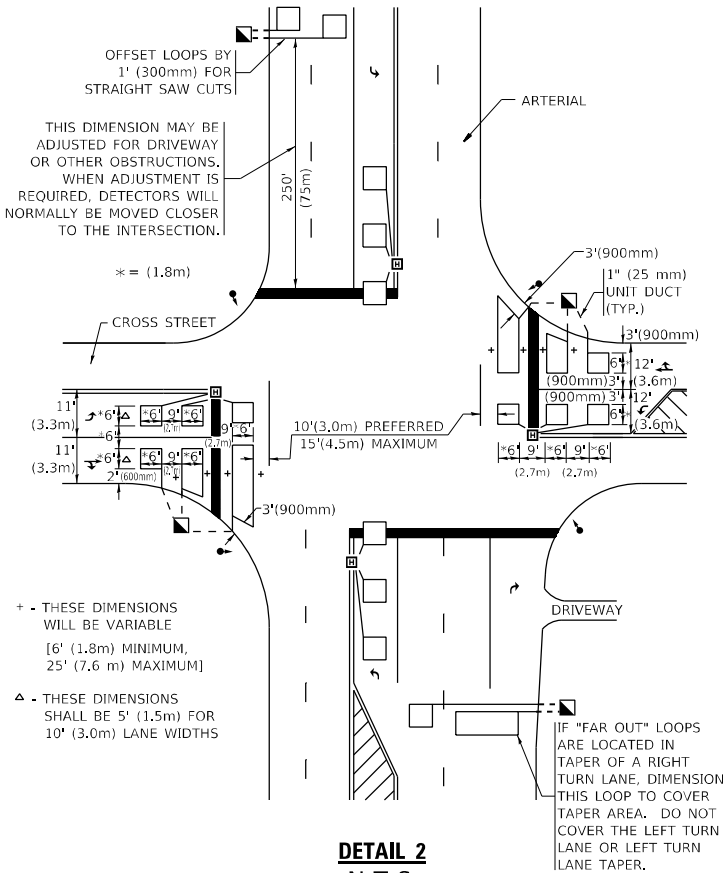 OFFSET LOOPS BY
1' (300mm) FOR
STRAIGHT SAW CUTS
ARTERIAL
THIS DIMENSION MAY BE
ADJUSTED FOR DRIVEWAY
OR OTHER OBSTRUCTIONS.
WHEN ADJUSTMENT IS
REQUIRED, DETECTORS WILL
NORMALLY BE MOVED CLOSER
TO THE INTERSECTION.
250'
(75m)
* = (1.8m)
H
3'(900mm)
1" (25 mm)
UNIT DUCT
(TYP.)
CROSS STREET
+ + + +
3'(900mm)
6'* 12'
(900mm) 3' (3.6m)
(900mm) 3' 12'
6'* (3.6m)
H
*6' 9' *6' 9' *6'
(2.7m) (2.7m)
H
11'
(3.3m)
*6'
*6' 9' *6'
(2.7m)
9' *6'
(2.7m)
*6'
11'
(3.3m)
*6'
*6' 9' *6'
2' (600mm)
+ + + +
10'(3.0m) PREFERRED
15'(4.5m) MAXIMUM
3'(900mm)
H
+ - THESE DIMENSIONS
WILL BE VARIABLE
[6' (1.8m) MINIMUM,
25' (7.6 m) MAXIMUM]
Δ - THESE DIMENSIONS
SHALL BE 5' (1.5m) FOR
10' (3.0m) LANE WIDTHS
DRIVEWAY
IF "FAR OUT" LOOPS
ARE LOCATED IN
TAPER OF A RIGHT
TURN LANE, DIMENSION
THIS LOOP TO COVER
TAPER AREA. DO NOT
COVER THE LEFT TURN
LANE OR LEFT TURN
LANE TAPER.
DETAIL 2